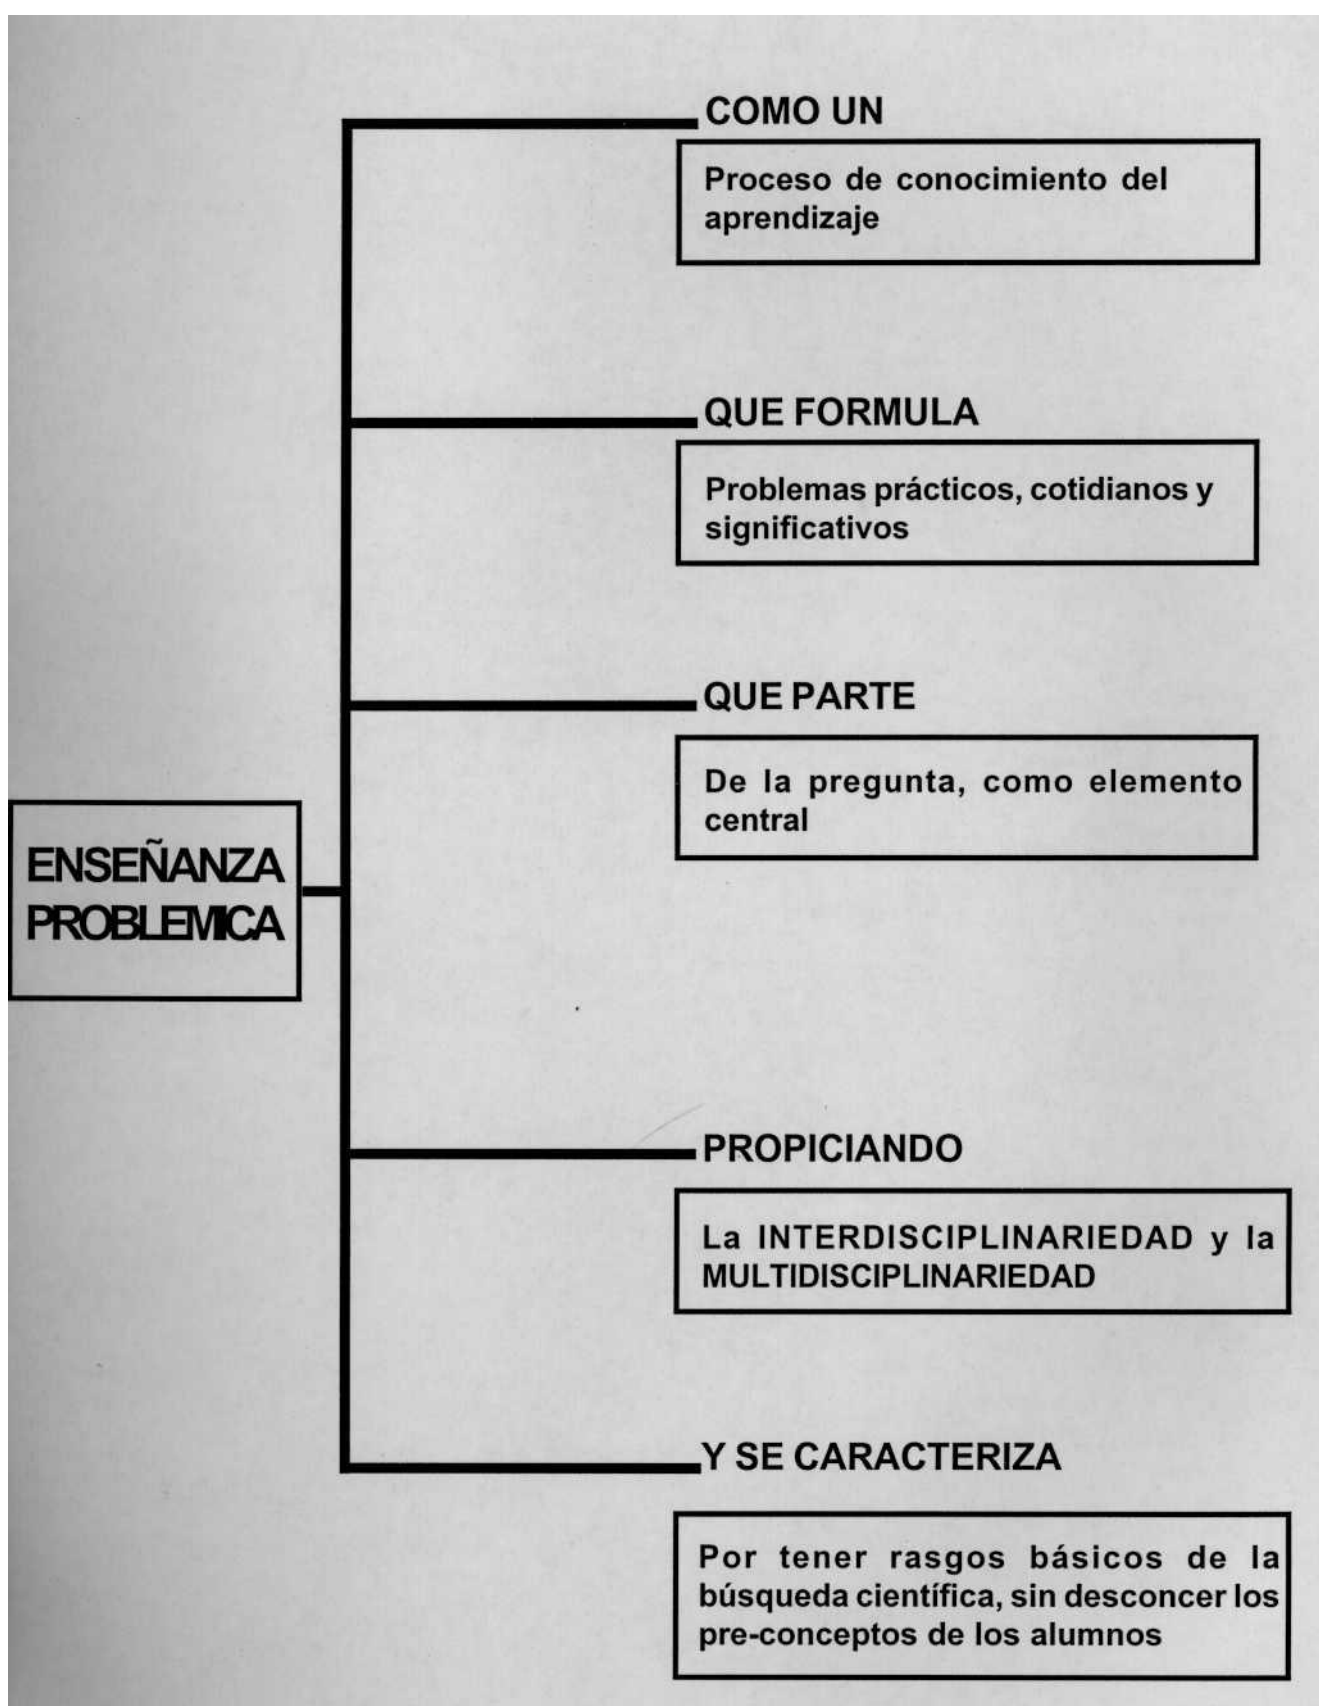 COMO UN
Proceso de conocimiento del
aprendizaje
QUE FORMULA
Problemas prácticos, cotidianos y
significativos
QUE PARTE
De la pregunta, como elemento
central
ENSEÑANZA
PROBLEMICA
PROPICIANDO
La INTERDISCIPLINARIEDAD y la
MULTIDISCIPLINARIEDAD
Y SE CARACTERIZA
Por tener rasgos básicos de la
búsqueda científica, sin desconcer los
pre-conceptos de los alumnos